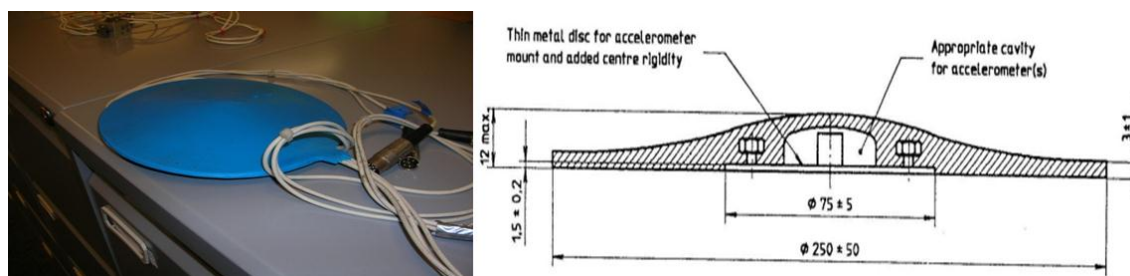 Thin metal disc for accelerometer
mount and added centre rigidity
Appropriate cavity
for accelerometer(s)
12 max.
1,5 ± 0,2
3±1
ϕ 75 ± 5
ϕ 250 ± 50